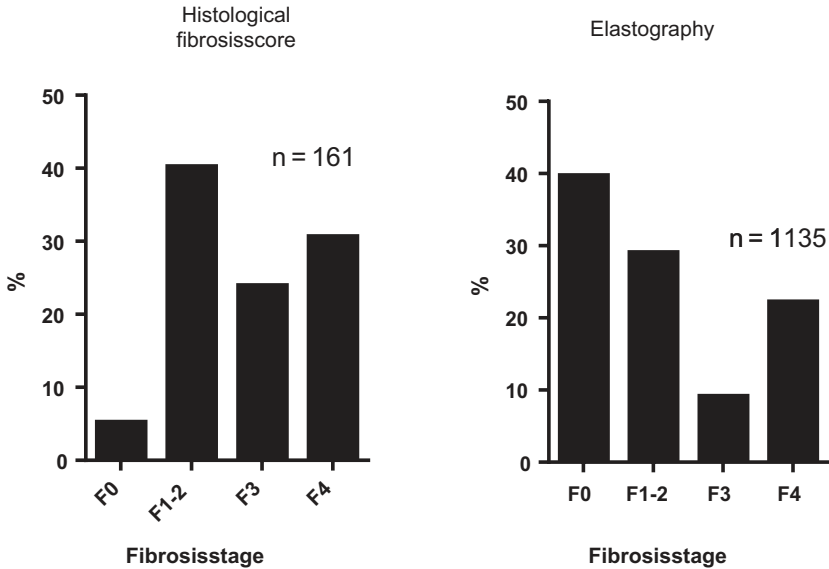 Histological
fibrosisscore
50
40
30
20
10
0
%
n = 161
F0
F1-2
F3
F4
Fibrosisstage
Elastography
50
40
30
20
10
0
%
n = 1135
F0
F1-2
F3
F4
Fibrosisstage